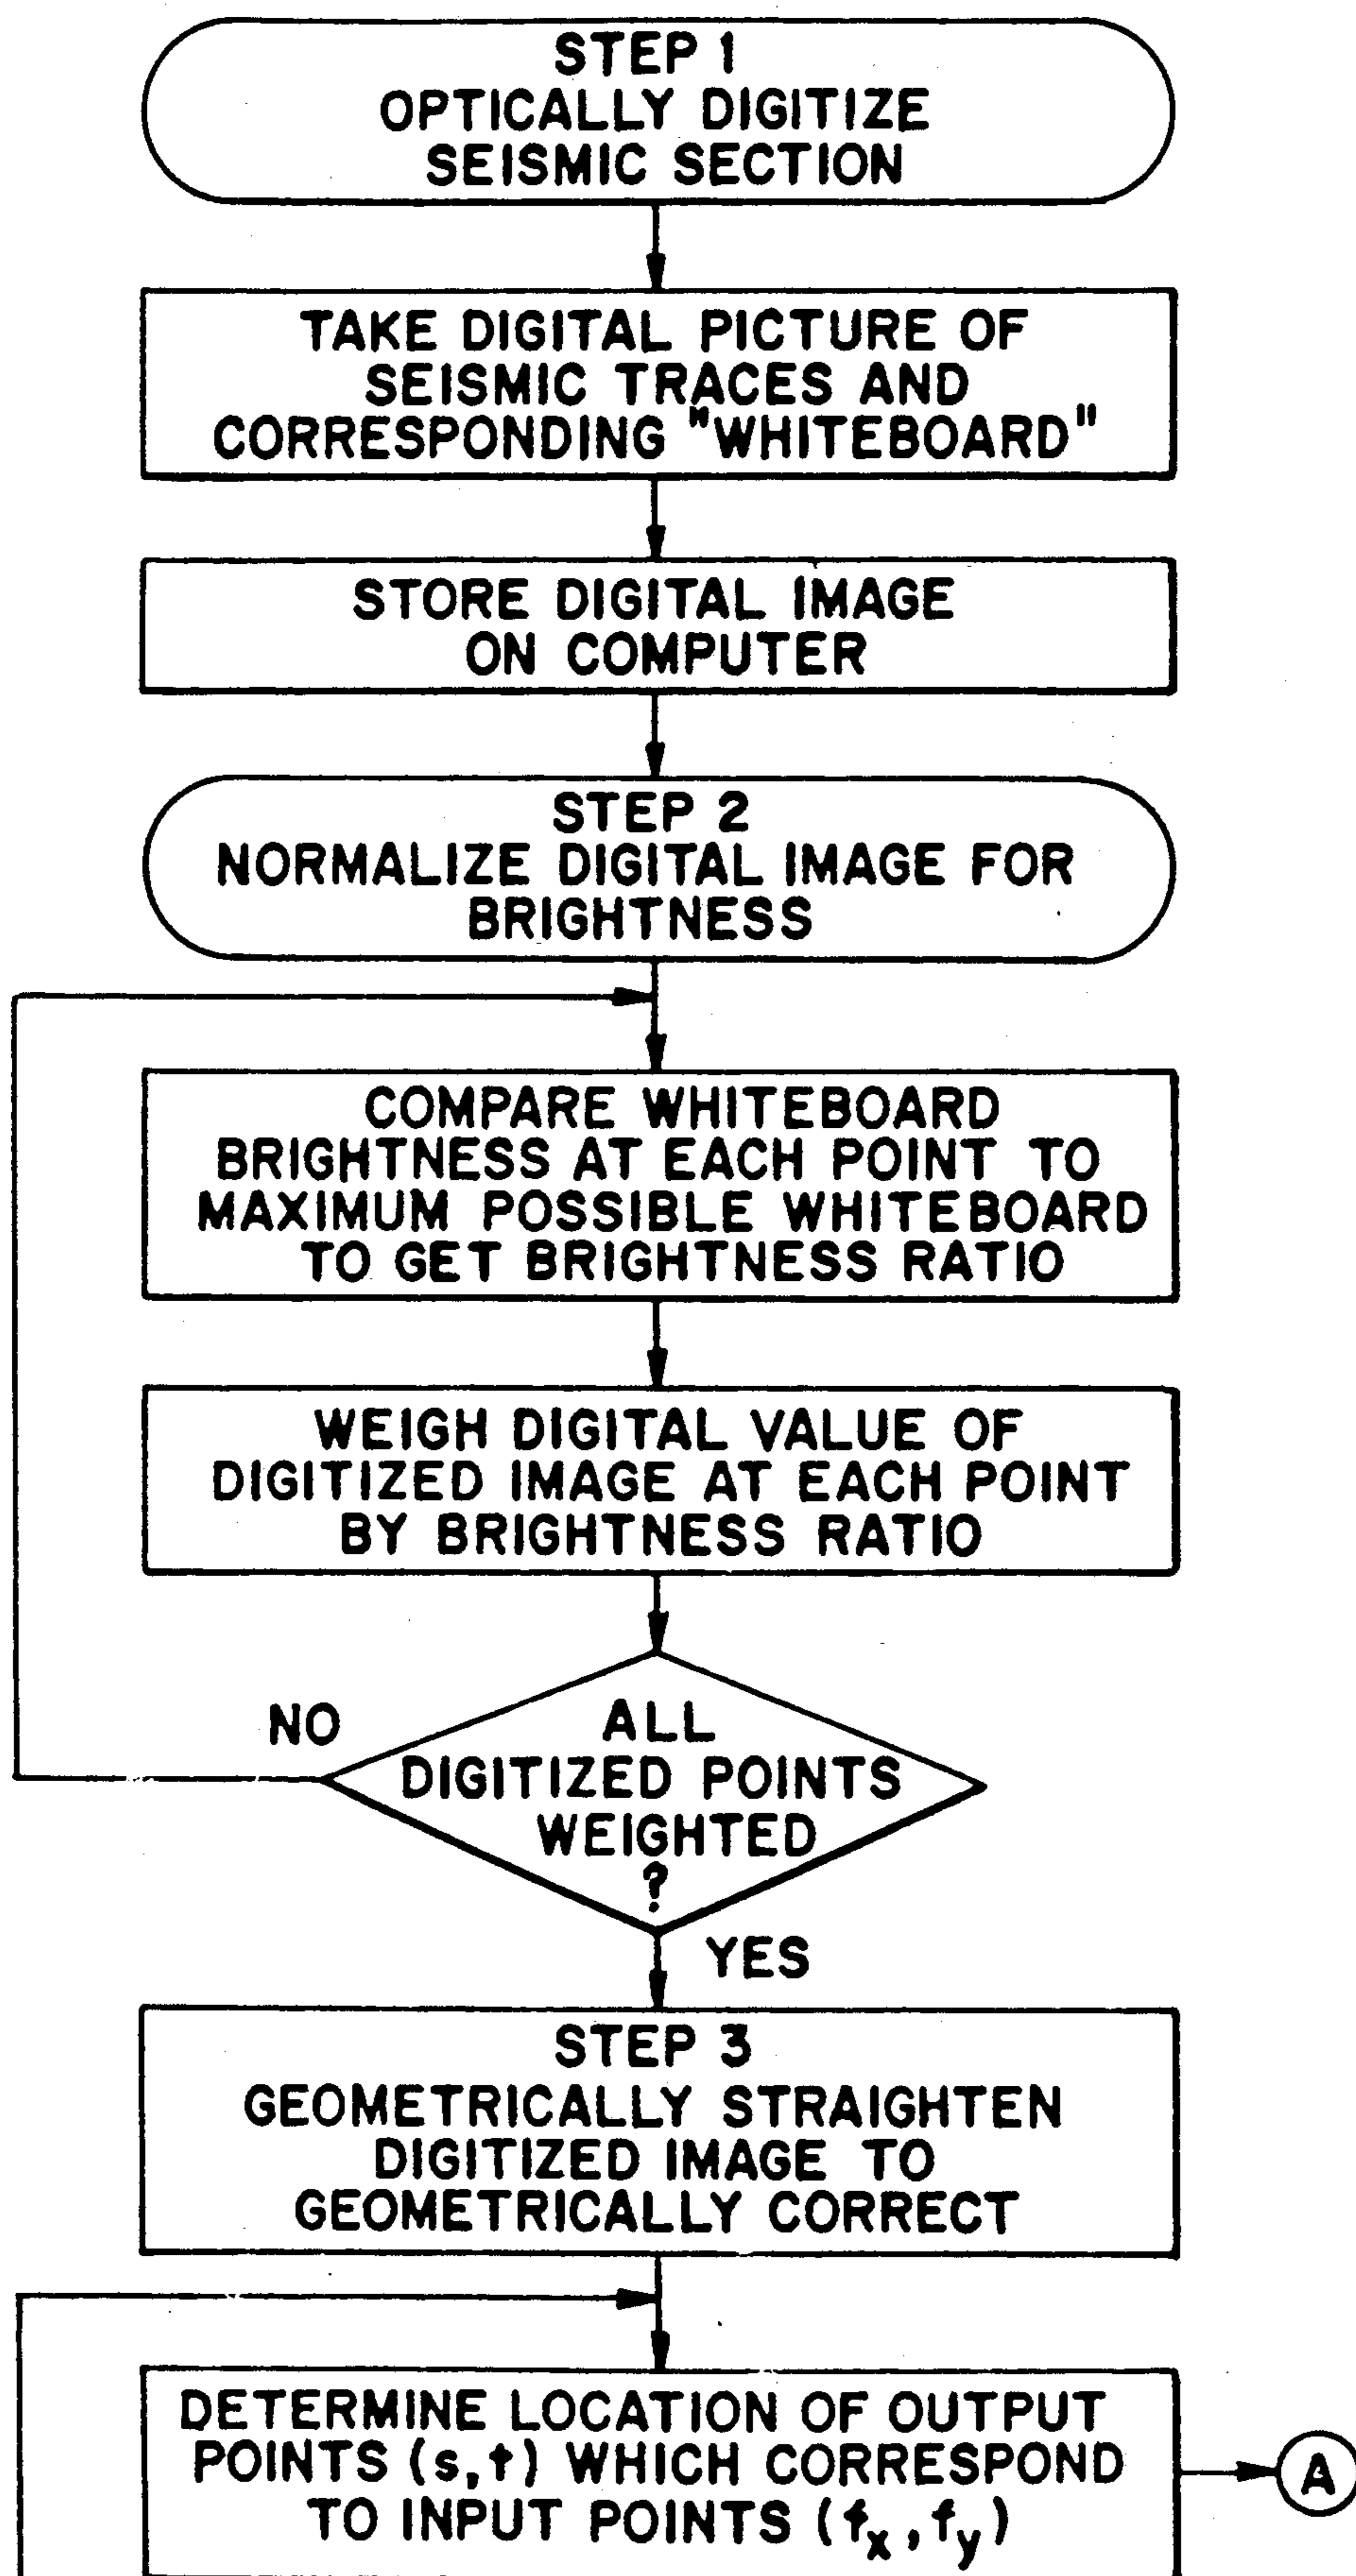 STEP 1
OPTICALLY DIGITIZE
SEISMIC SECTION
TAKE DIGITAL PICTURE OF
SEISMIC TRACES AND
CORRESPONDING "WHITEBOARD"
STORE DIGITAL IMAGE
ON COMPUTER
STEP 2
NORMALIZE DIGITAL IMAGE FOR
BRIGHTNESS
COMPARE WHITEBOARD
BRIGHTNESS AT EACH POINT TO
MAXIMUM POSSIBLE WHITEBOARD
TO GET BRIGHTNESS RATIO
WEIGH DIGITAL VALUE OF
DIGITIZED IMAGE AT EACH POINT
BY BRIGHTNESS RATIO
NO
ALL
DIGITIZED POINTS
WEIGHTED
?
YES
STEP 3
GEOMETRICALLY STRAIGHTEN
DIGITIZED IMAGE TO
GEOMETRICALLY CORRECT
DETERMINE LOCATION OF OUTPUT
POINTS (s,t) WHICH CORRESPOND
TO INPUT POINTS (fx, fy)
A